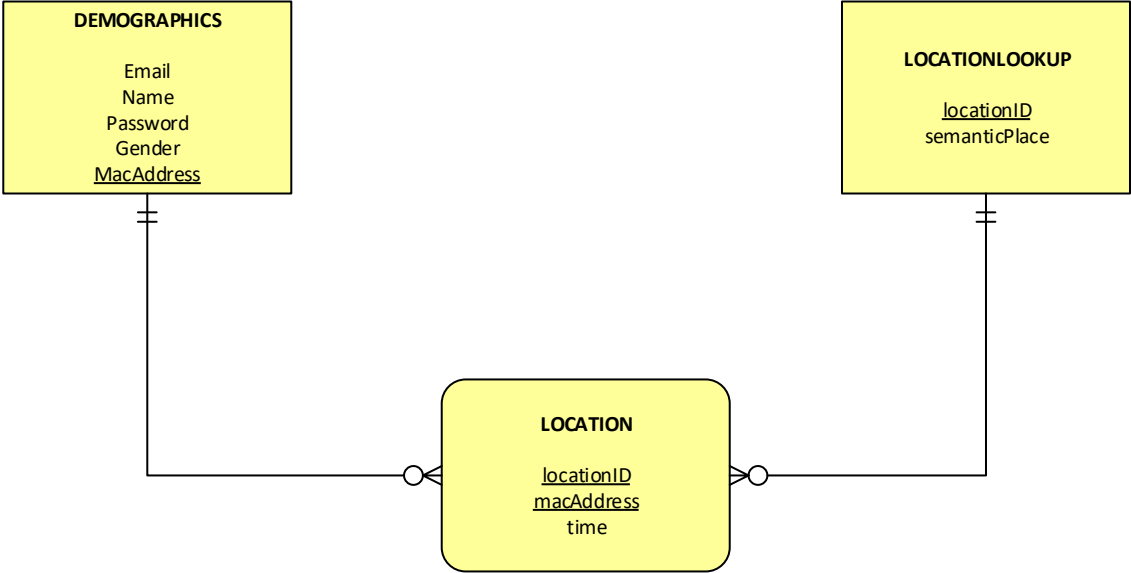 DEMOGRAPHICS
Email
Name
Password
Gender
MacAddress
LOCATIONLOOKUP
locationID
semanticPlace
LOCATION
locationID
macAddress
time